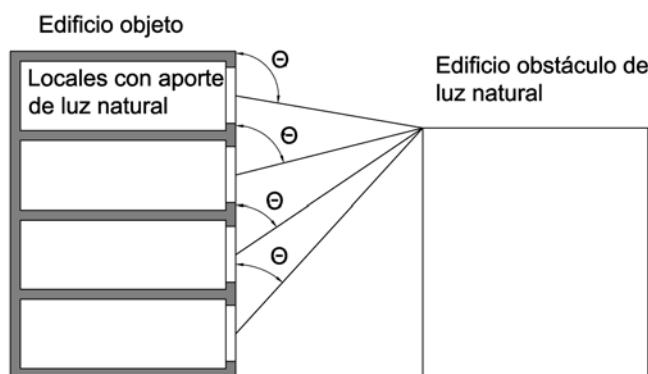 Edificio objeto
Locales con aporte
de luz natural
Edificio obstáculo de
luz natural
Θ
Θ
Θ
Θ